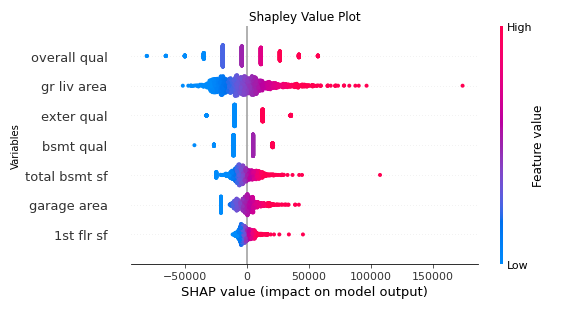 Shapley Value Plot
High
overall qual
gr liv area
exter qual
bsmt qual
total bsmt sf
garage area
1st flr sf
Variables
Feature value
Low
−50000 0 50000 100000 150000
SHAP value (impact on model output)